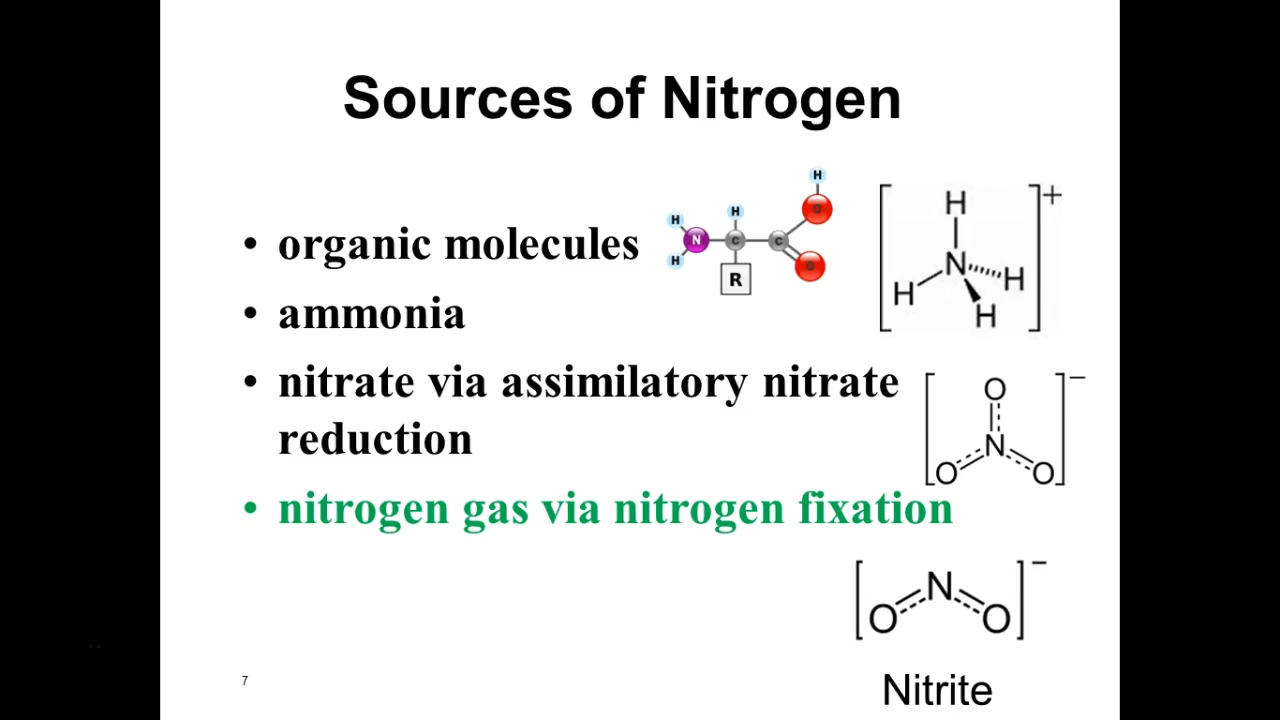 Sources of Nitrogen
• organic molecules
H
H
H
N
C
C
O
H
O
R
[ H ]+
N
H
H
H
• ammonia
• nitrate via assimilatory nitrate
reduction
[ O ]−
N
O
O
• nitrogen gas via nitrogen fixation
[ N ]−
O
O
7
Nitrite